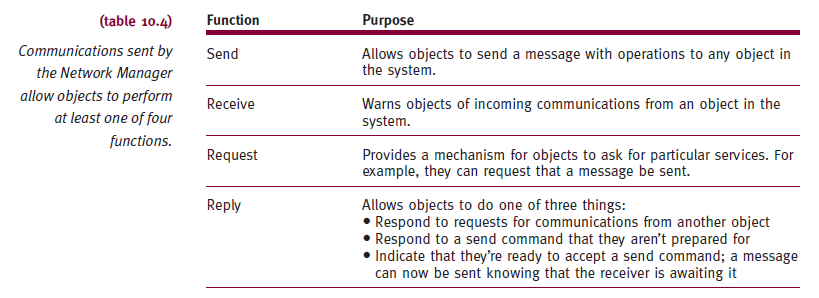 (table 10.4)
Communications sent by
the Network Manager
allow objects to perform
at least one of four
functions.
Function Purpose
Send Allows objects to send a message with operations to any object in
the system.
Receive Warns objects of incoming communications from an object in the
system.
Request Provides a mechanism for objects to ask for particular services. For
example, they can request that a message be sent.
Reply Allows objects to do one of three things:
• Respond to requests for communications from another object
• Respond to a send command that they aren’t prepared for
• Indicate that they’re ready to accept a send command; a message
can now be sent knowing that the receiver is awaiting it